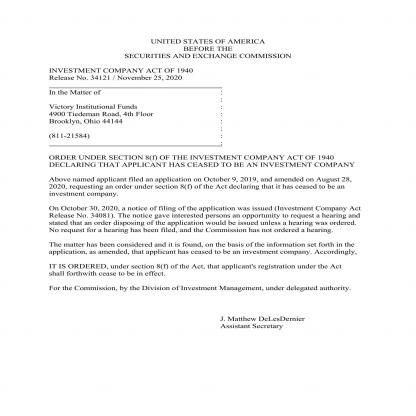 UNITED STATES OF AMERICA
BEFORE THE
SECURITIES AND EXCHANGE COMMISSION
INVESTMENT COMPANY ACT OF 1940
Release No. 34121 / November 25, 2020
In the Matter of :
:
Victory Institutional Funds :
4900 Tiedeman Road, 4th Floor :
Brooklyn, Ohio 44144 :
:
(811-21584) :
:
ORDER UNDER SECTION 8(f) OF THE INVESTMENT COMPANY ACT OF 1940
DECLARING THAT APPLICANT HAS CEASED TO BE AN INVESTMENT COMPANY
Above named applicant filed an application on October 9, 2019, and amended on August 28,
2020, requesting an order under section 8(f) of the Act declaring that it has ceased to be an
investment company.
On October 30, 2020, a notice of filing of the application was issued (Investment Company Act
Release No. 34081). The notice gave interested persons an opportunity to request a hearing and
stated that an order disposing of the application would be issued unless a hearing was ordered.
No request for a hearing has been filed, and the Commission has not ordered a hearing.
The matter has been considered and it is found, on the basis of the information set forth in the
application, as amended, that applicant has ceased to be an investment company. Accordingly,
IT IS ORDERED, under section 8(f) of the Act, that applicant's registration under the Act
shall forthwith cease to be in effect.
For the Commission, by the Division of Investment Management, under delegated authority.
J. Matthew DeLesDernier
Assistant Secretary